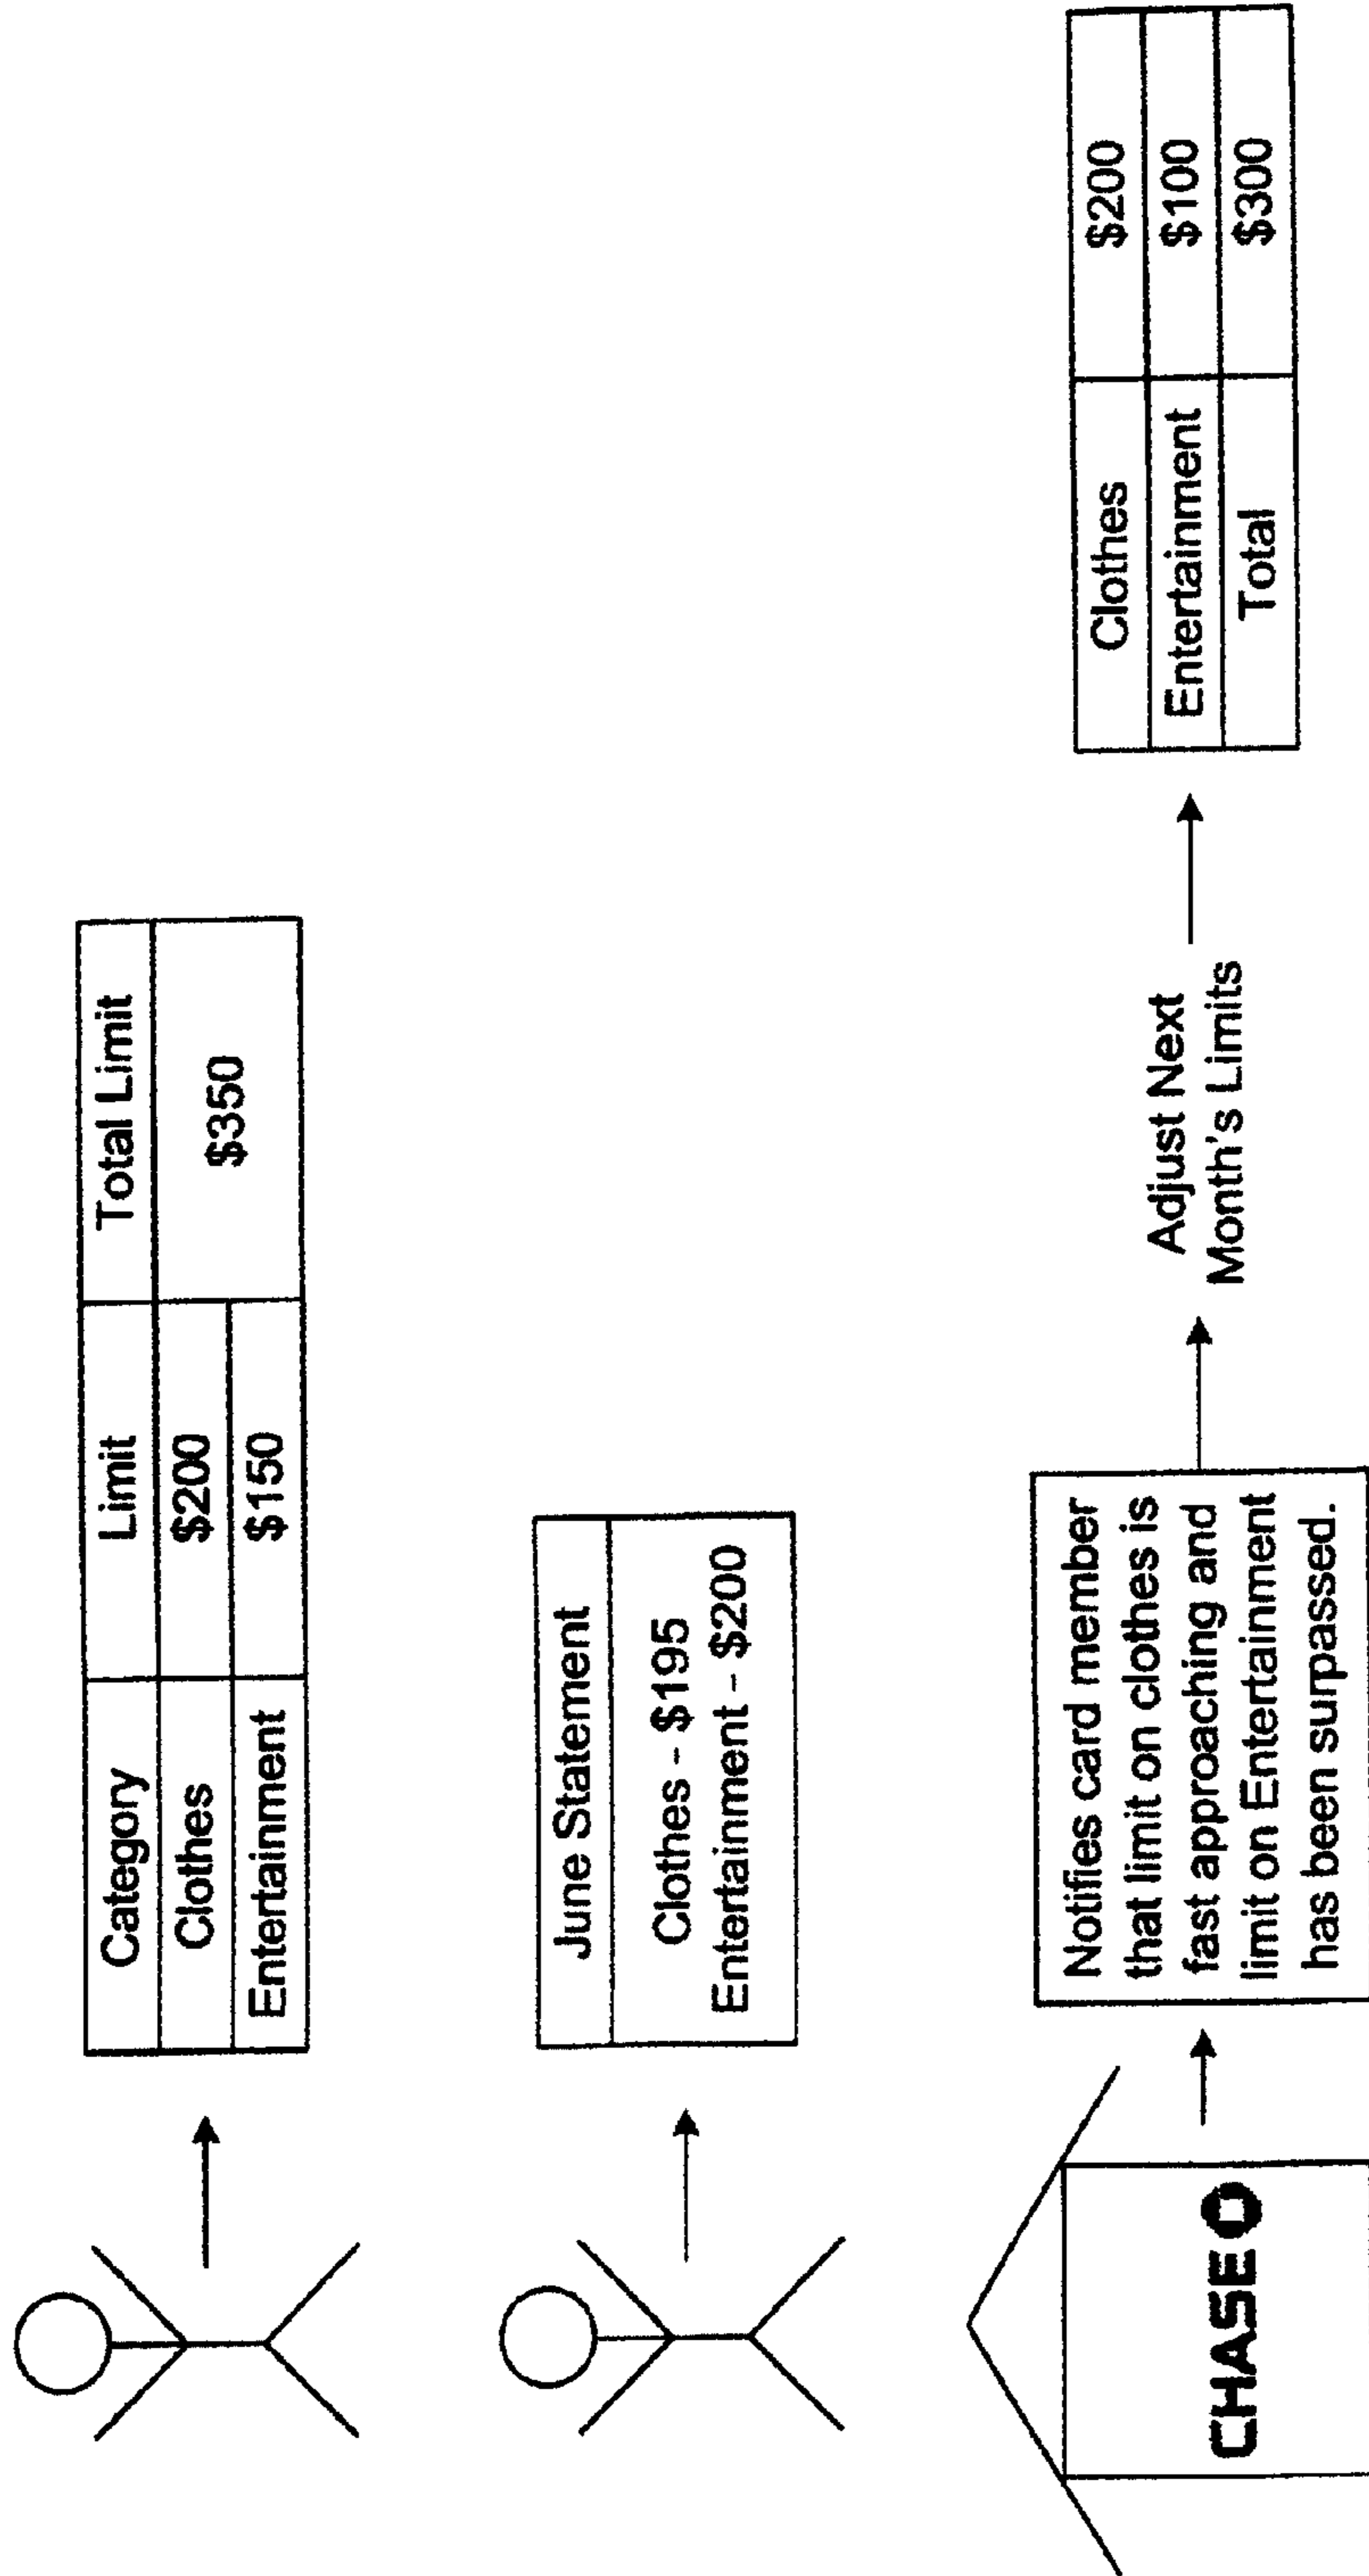 Category Limit Total Limit
Clothes $200 $350
Entertainment $150
June Statement
Clothes - $195
Entertainment - $200
CHASE
Notifies card member
that limit on clothes is
fast approaching and
limit on Entertainment
has been surpassed.
Adjust Next
Month's Limits
Clothes $200
Entertainment $100
Total $300